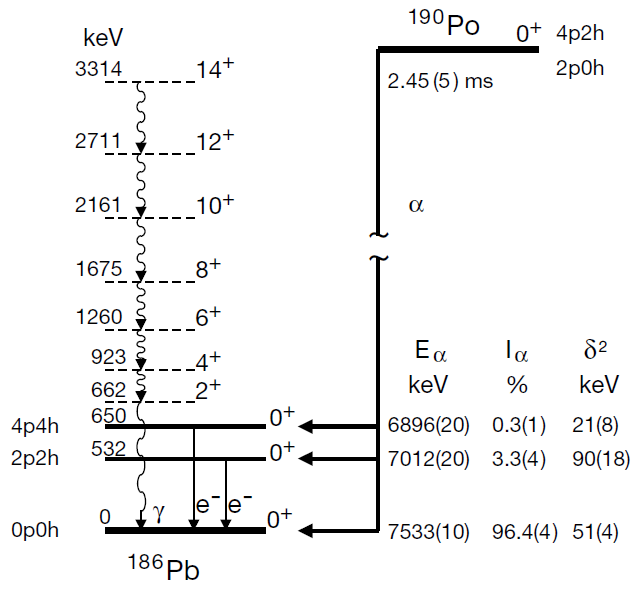 keV
3314 14+
2711 12+
2161 10+
1675 8+
1260 6+
923 4+
662 2+
4p4h 650 0+
2p2h 532 0+
0p0h 0 0+
γ e- e-
186Pb
190Po 0+ 4p2h
2p0h
2.45(5) ms
α
Eα Iα δ2
keV % keV
6896(20) 0.3(1) 21(8)
7012(20) 3.3(4) 90(18)
7533(10) 96.4(4) 51(4)